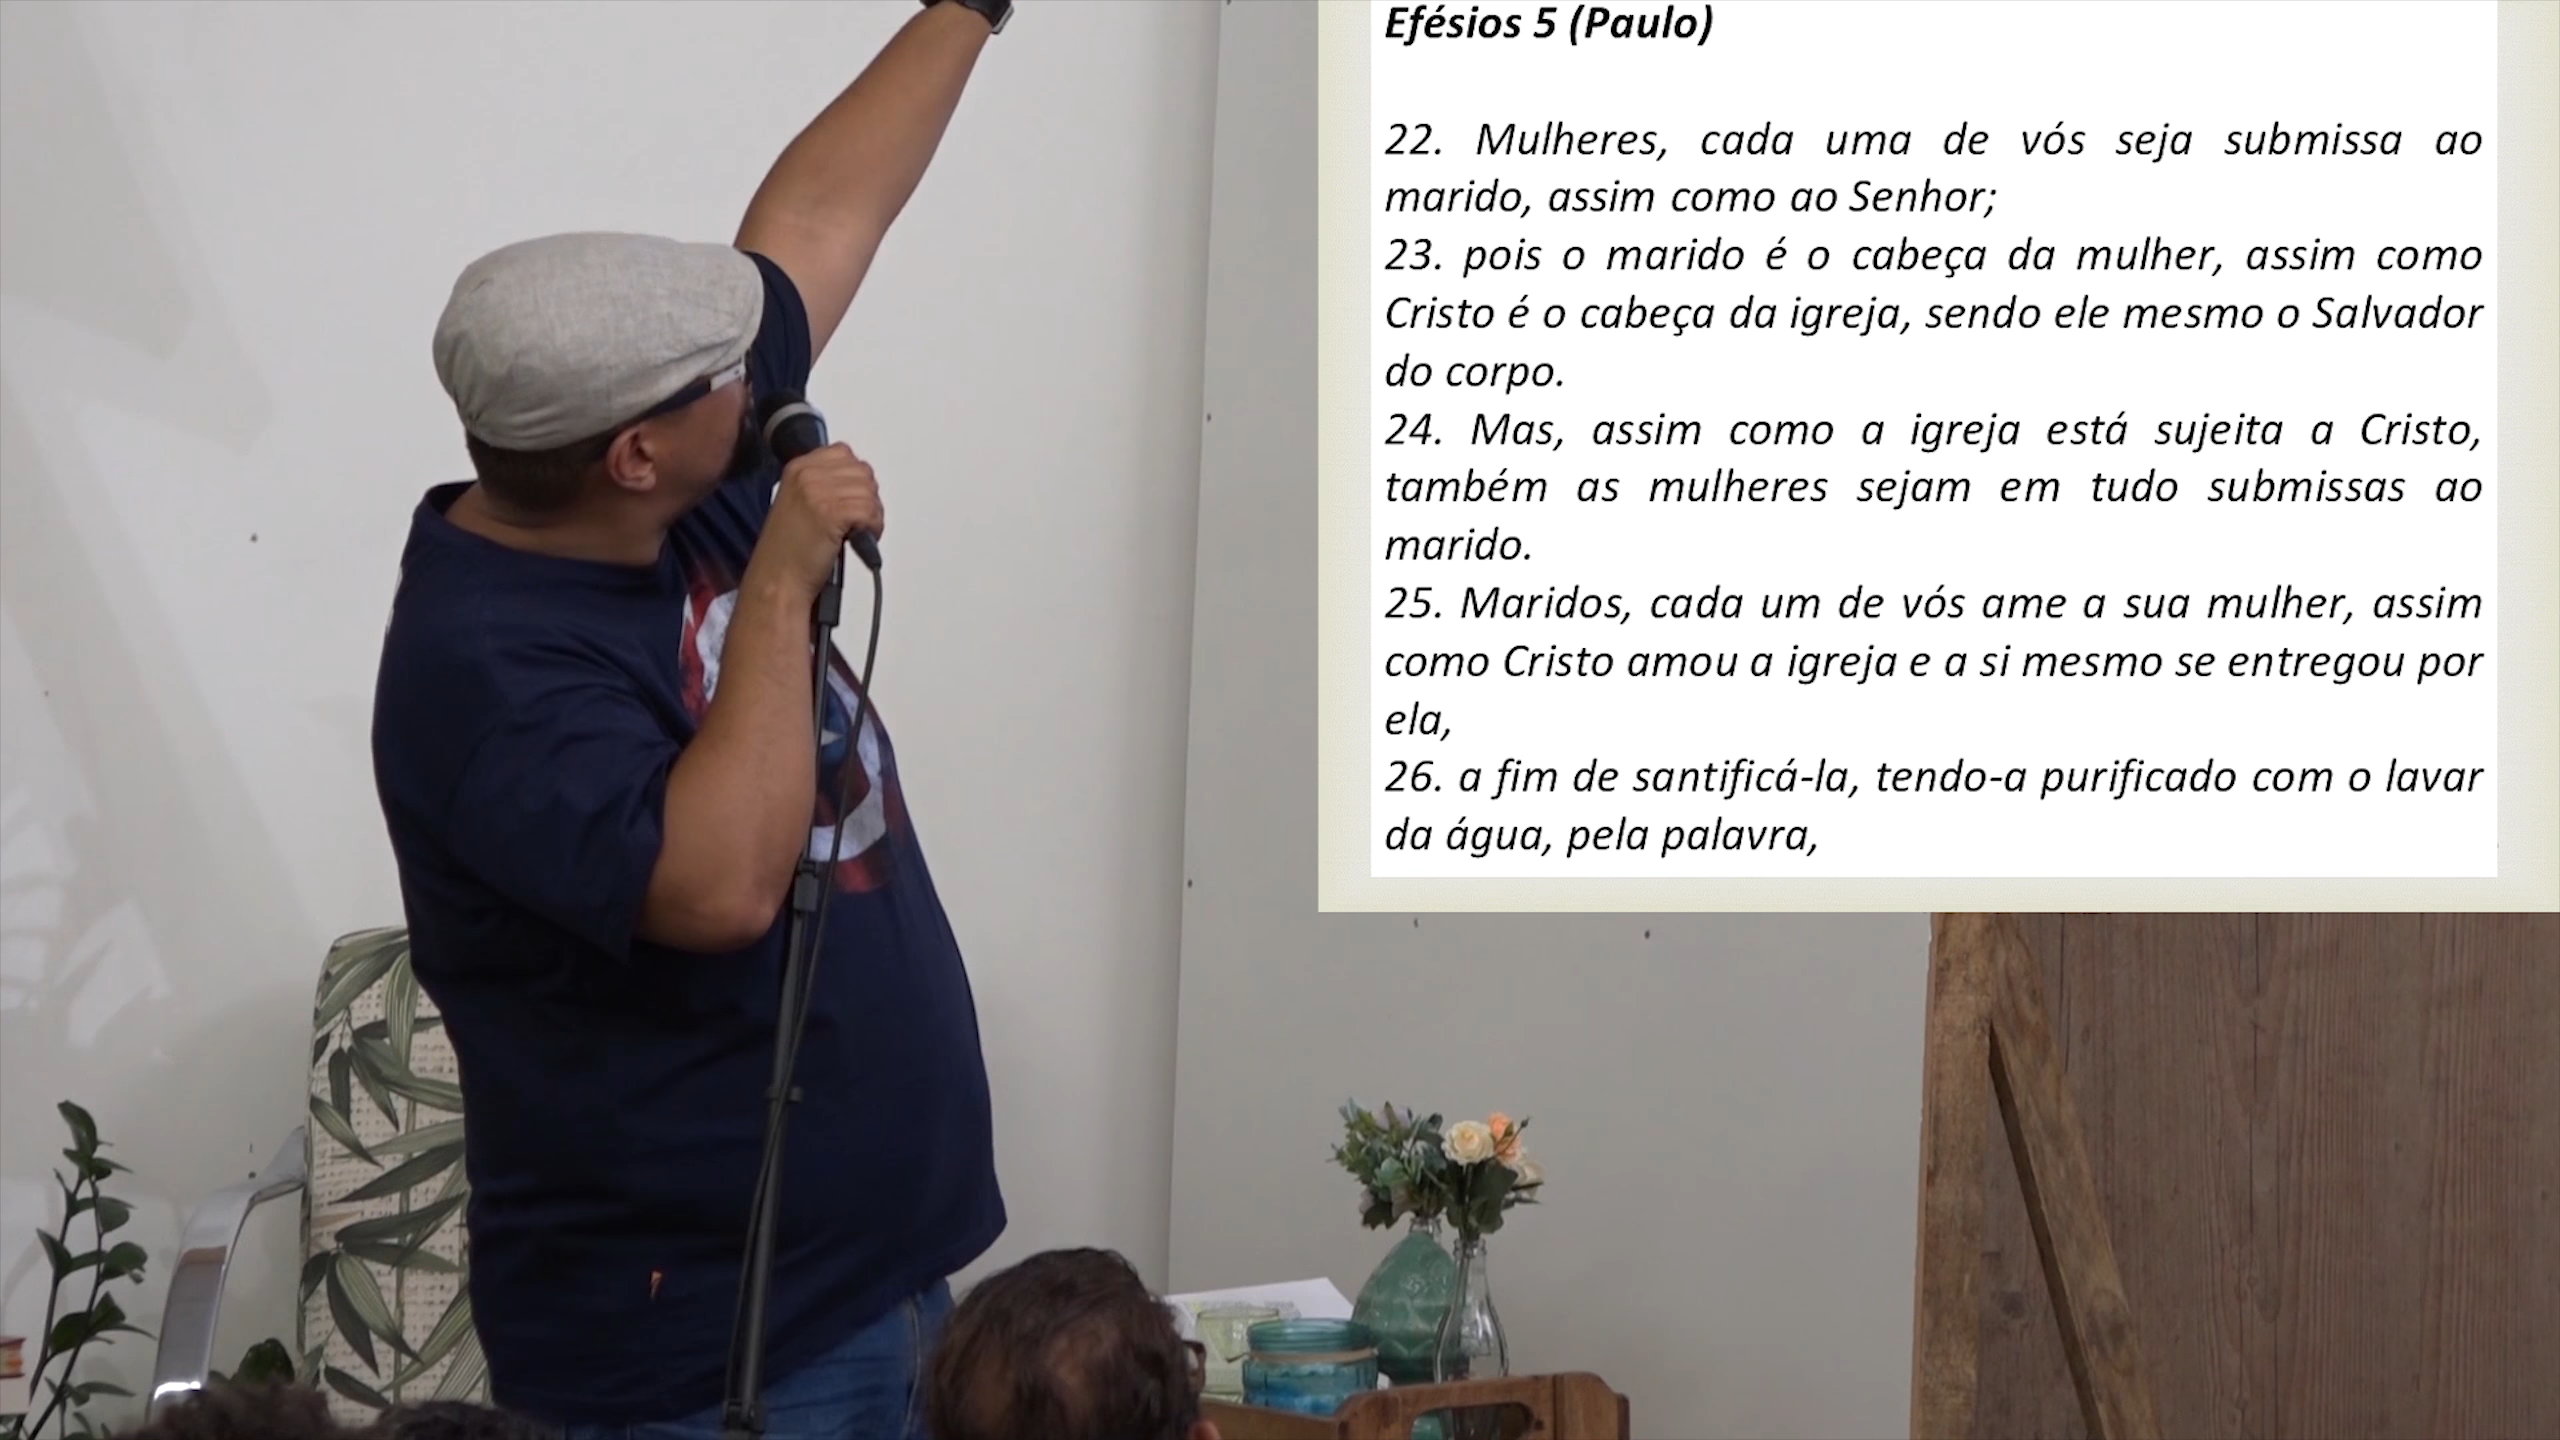 Efésios 5 (Paulo)
22. Mulheres, cada uma de vós seja submissa ao
marido, assim como ao Senhor;
23. pois o marido é o cabeça da mulher, assim como
Cristo é o cabeça da igreja, sendo ele mesmo o Salvador
do corpo.
24. Mas, assim como a igreja está sujeita a Cristo,
também as mulheres sejam em tudo submissas ao
marido.
25. Maridos, cada um de vós ame a sua mulher, assim
como Cristo amou a igreja e a si mesmo se entregou por
ela,
26. a fim de santificá-la, tendo-a purificado com o lavar
da água, pela palavra,